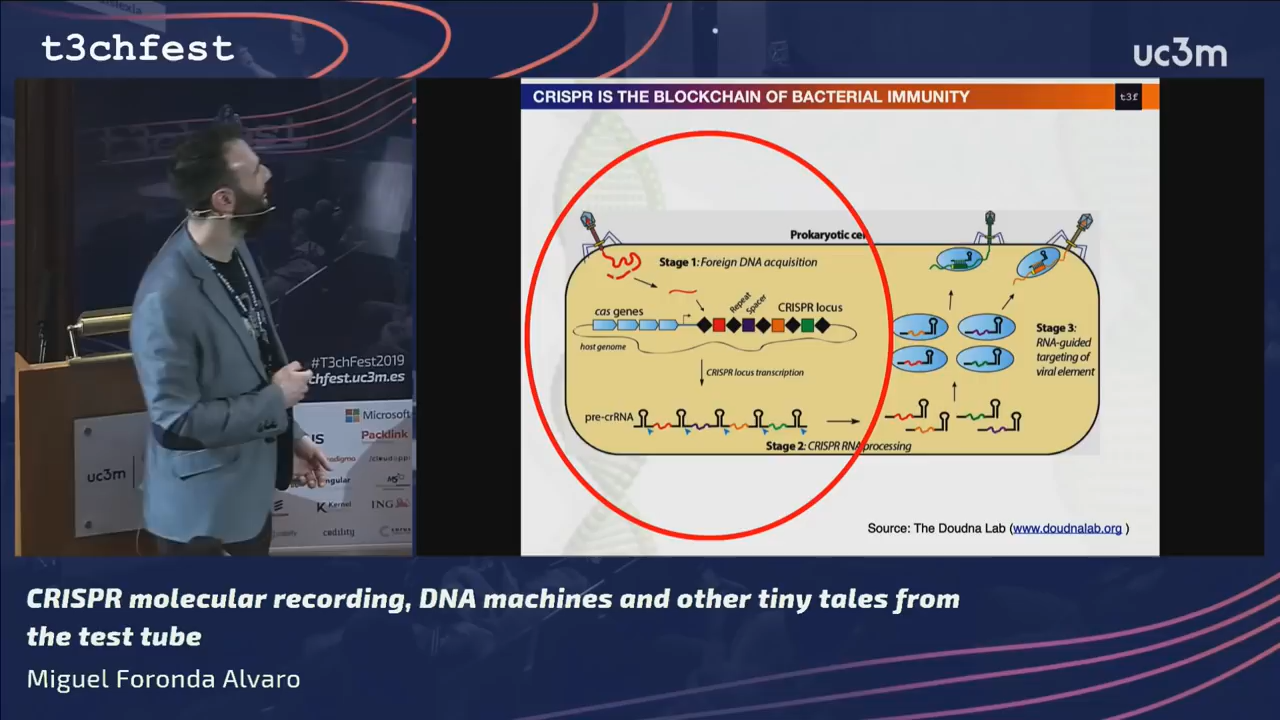 t3chfest
uc3m
CRISPR IS THE BLOCKCHAIN OF BACTERIAL IMMUNITY
t3f
Prokaryotic cell
Stage 1: Foreign DNA acquisition
Repeat
Spacer
cas genes
CRISPR locus
host genome
CRISPR locus transcription
Stage 3:
RNA-guided
targeting of
viral element
pre-crRNA
Stage 2: CRISPR RNA processing
Source: The Doudna Lab (www.doudnalab.org )
#T3chFest2019
chfest.uc3m.es
Microsoft
Packlink
uc3m
Kernel
ING
CRISPR molecular recording, DNA machines and other tiny tales from
the test tube
Miguel Foronda Alvaro